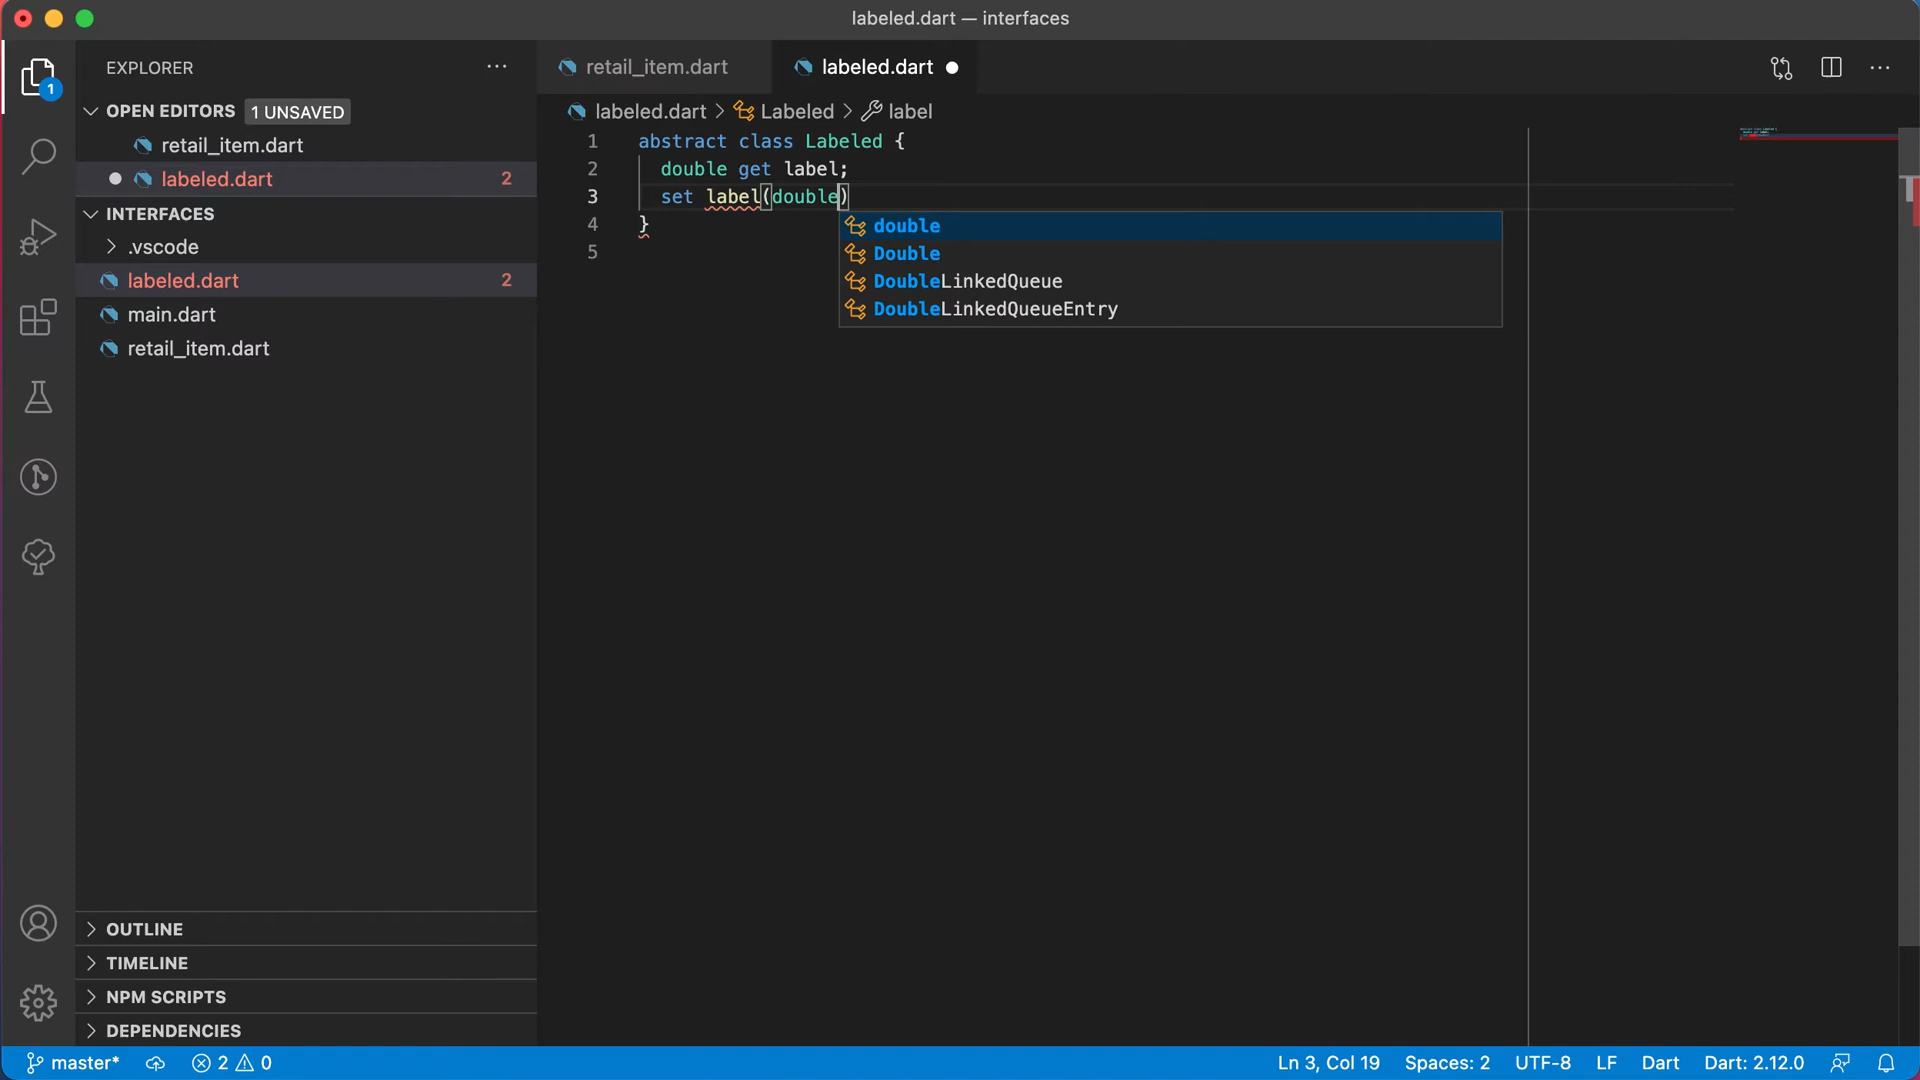 labeled.dart — interfaces
EXPLORER
OPEN EDITORS 1 UNSAVED
retail_item.dart
labeled.dart 2
INTERFACES
.vscode
labeled.dart 2
main.dart
retail_item.dart
OUTLINE
TIMELINE
NPM SCRIPTS
DEPENDENCIES
1
retail_item.dart
labeled.dart
labeled.dart > Labeled > label
1 abstract class Labeled {
2 double get label;
3 set label(double)
4 }
5
double
Double
DoubleLinkedQueue
DoubleLinkedQueueEntry
master* 2 0
Ln 3, Col 19 Spaces: 2 UTF-8 LF Dart Dart: 2.12.0